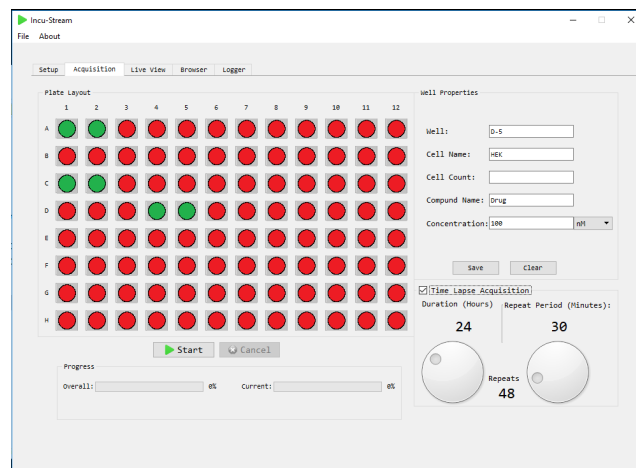 Incu-Stream
File About
Setup Acquisition Live View Browser Logger
Plate Layout
1 2 3 4 5 6 7 8 9 10 11 12
A
B
C
D
E
F
G
H
Start Cancel
Progress
Overall: 0% Current: 0%
Well Properties
Well: D-5
Cell Name: HEK
Cell Count:
Compund Name: Drug
Concentration: 100 nM
Save Clear
Time Lapse Acquisition
Duration (Hours) Repeat Period (Minutes):
24 30
Repeats
48